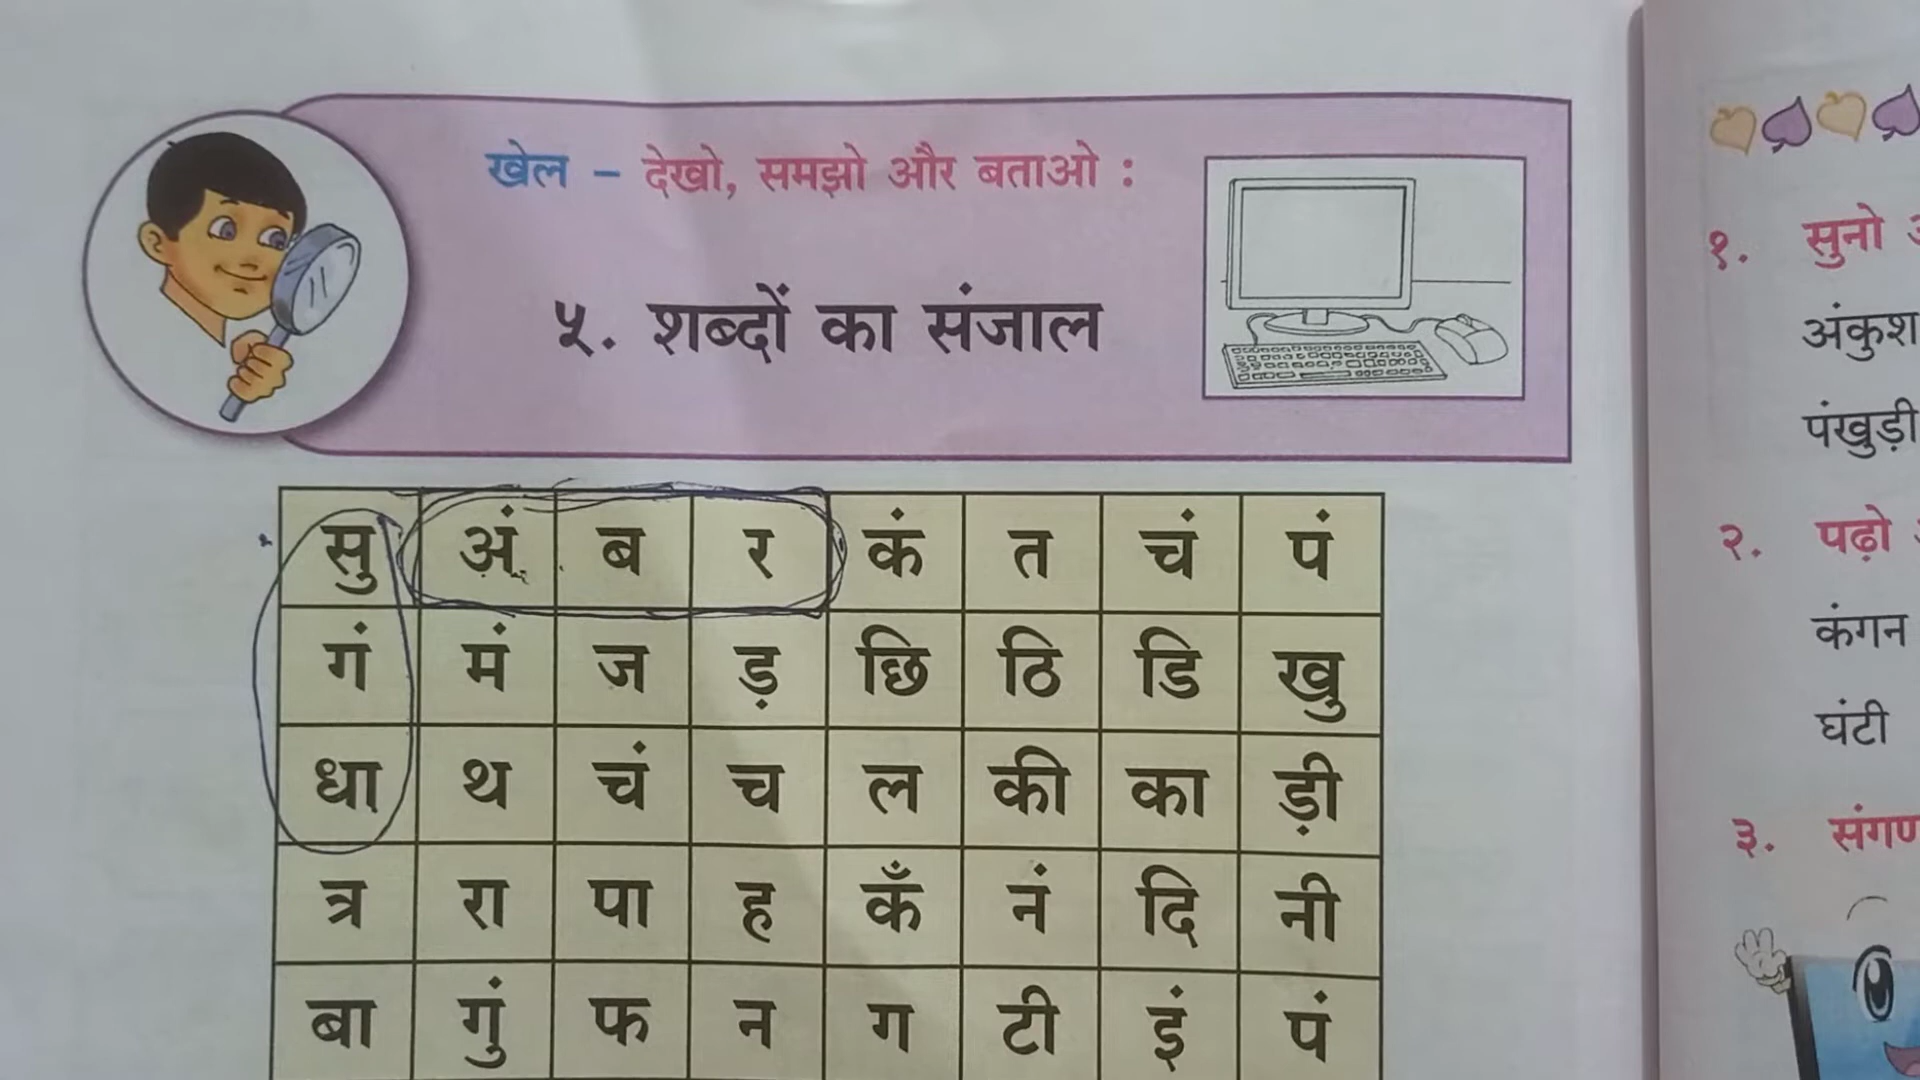 खेल – देखो, समझो और बताओ :
५. शब्दों का संजाल
सु अं ब र कं त चं पं
गं मं ज ड़ छि ठि डि खु
धा थ चं च ल की का ड़ी
त्र रा पा ह कँ नं दि नी
बा गुं फ न ग टी इं पं
१. सुनो
अंकुश
पंखुड़ी
२. पढ़ो
कंगन
घंटी
३. संगण